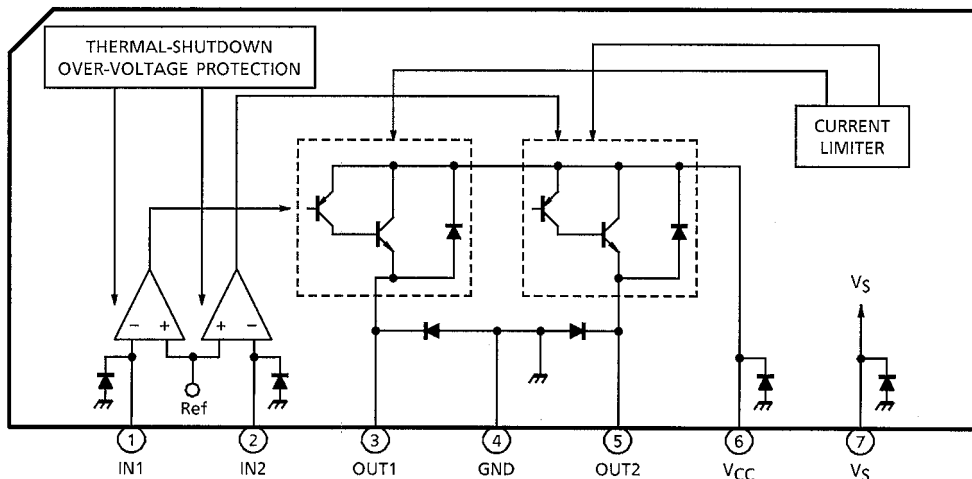 THERMAL-SHUTDOWN
OVER-VOLTAGE PROTECTION
CURRENT
LIMITER
VS
− +
+ −
Ref
1
2
3
4
5
6
7
IN1
IN2
OUT1
GND
OUT2
VCC
VS